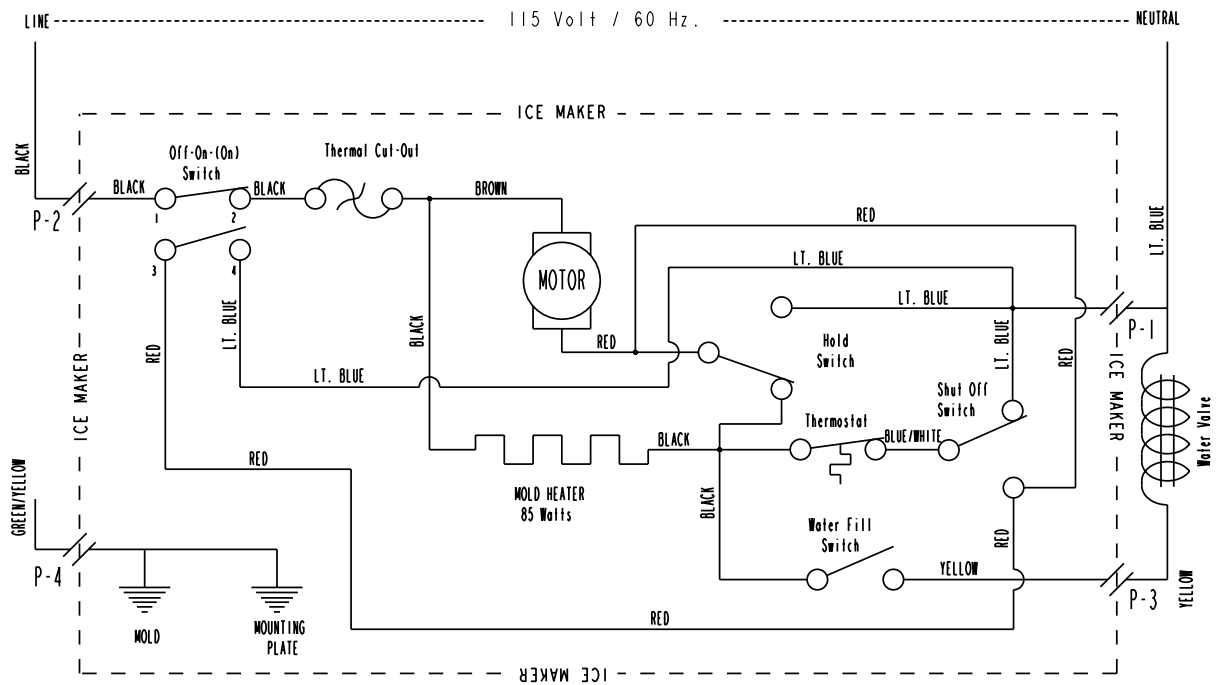 LINE
115 Volt / 60 Hz.
NEUTRAL
ICE MAKER
BLACK
Off-On-(On)
Switch
Thermal Cut-Out
BLACK
BLACK
BROWN
P-2
1
2
3
4
RED
LT. BLUE
LT. BLUE
MOTOR
LT. BLUE
LT. BLUE
P-1
BLACK
RED
LT. BLUE
RED
Hold
Switch
LT. BLUE
RED
ICE MAKER
ICE MAKER
LT. BLUE
Shut Off
Switch
Thermostat
BLUE/WHITE
BLACK
Water Valve
RED
MOLD HEATER
85 Watts
BLACK
GREEN/YELLOW
Water Fill
Switch
RED
YELLOW
P-4
P-3
YELLOW
MOLD
MOUNTING
PLATE
RED
ICE MAKER